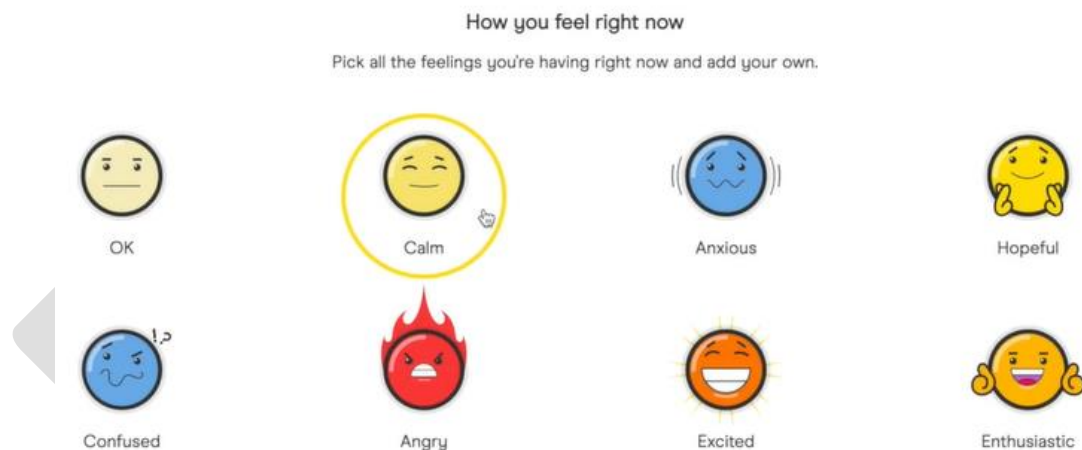 How you feel right now
Pick all the feelings you're having right now and add your own.
OK
Calm
Anxious
Hopeful
!?
Confused
Angry
Excited
Enthusiastic